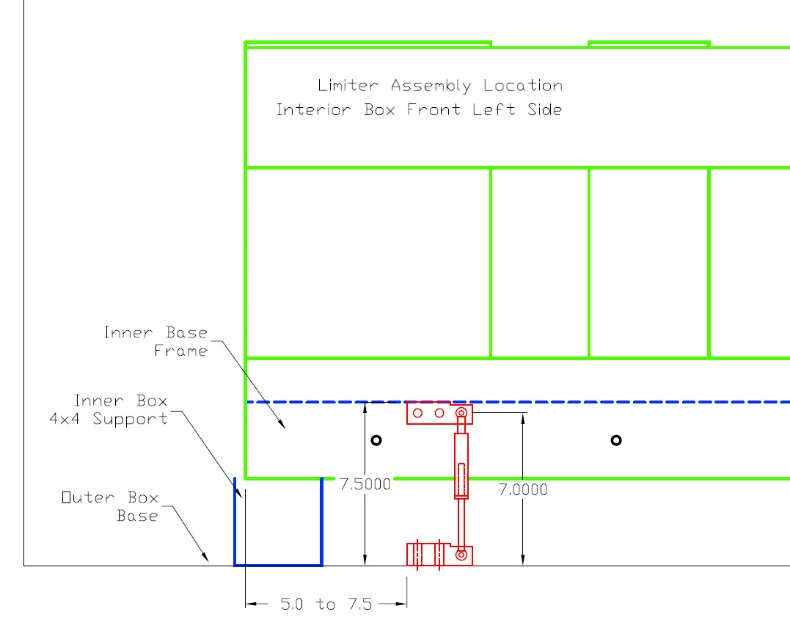 Limiter Assembly Location
Interior Box Front Left Side
Inner Base
Frame
Inner Box
4x4 Support
7.5000
7.0000
Outer Box
Base
5.0 to 7.5